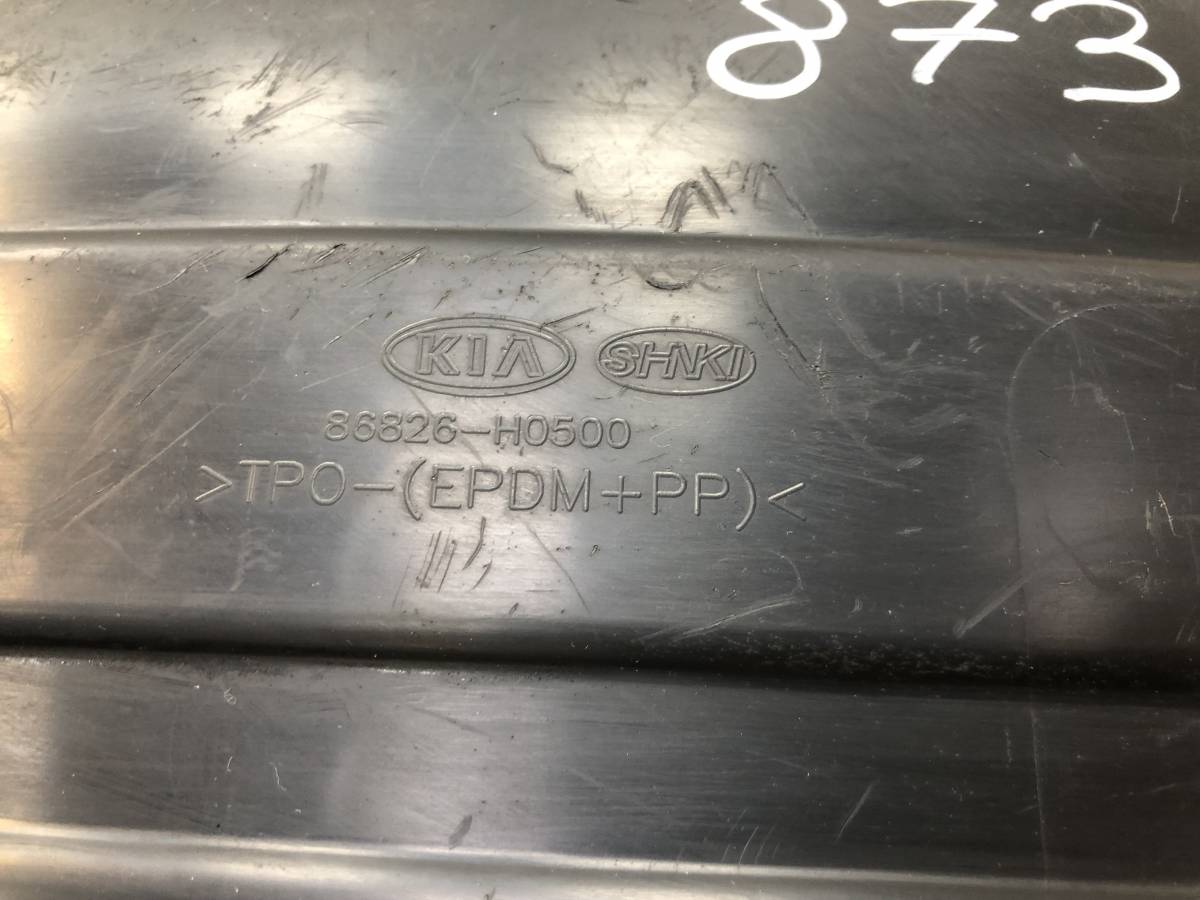 873
KIA SHNKI
86826-H0500
>TPO-(EPDM+PP)<